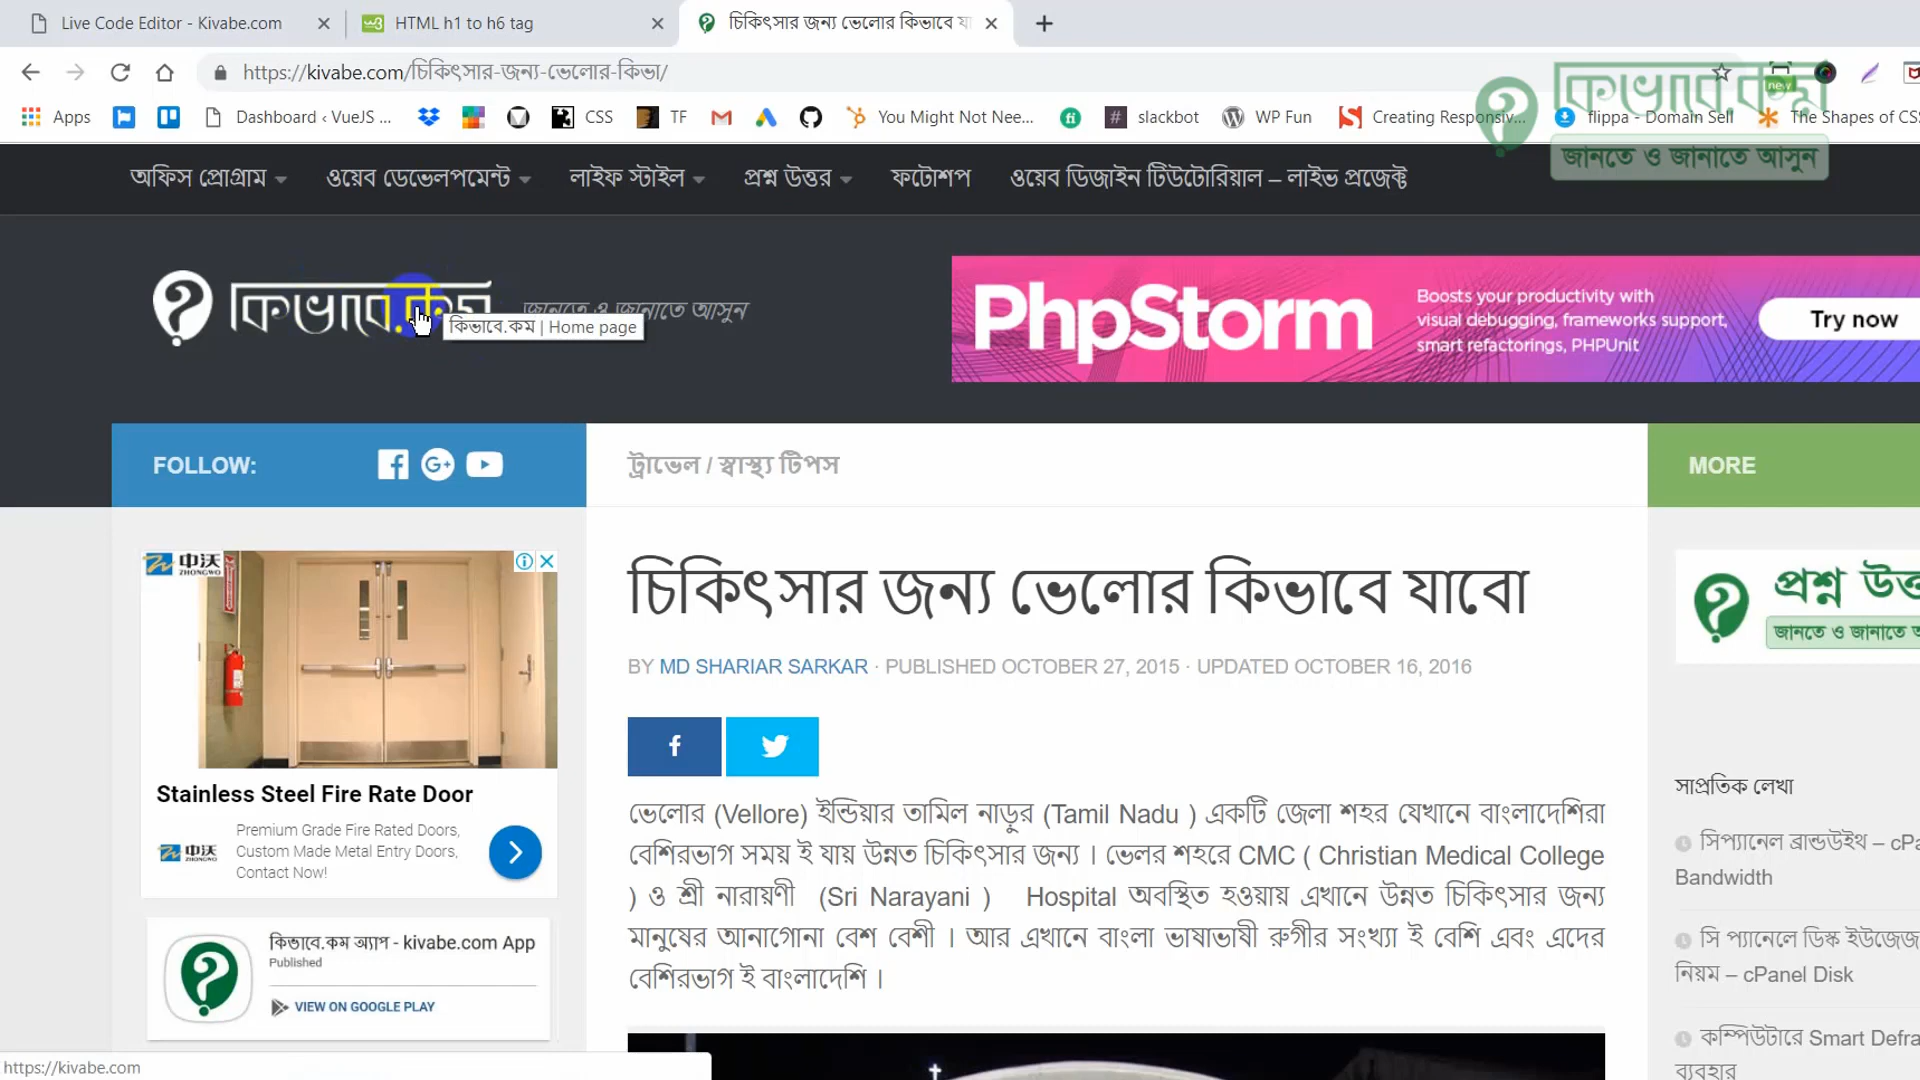 Live Code Editor - Kivabe.com
HTML h1 to h6 tag
চিকিৎসার জন্য ভেলোর কিভাবে যা
https://kivabe.com/চিকিৎসার-জন্য-ভেলোর-কিভা/
Apps
Dashboard ‹ VueJS ...
CSS
TF
You Might Not Nee...
slackbot
WP Fun
Creating Responsiv...
flippa - Domain Sell
The Shapes of CSS
new
কিভাবে.কম
জানতে ও জানাতে আসুন
অফিস প্রোগ্রাম
ওয়েব ডেভেলপমেন্ট
লাইফ স্টাইল
প্রশ্ন উত্তর
ফটোশপ
ওয়েব ডিজাইন টিউটোরিয়াল – লাইভ প্রজেক্ট
কিভাবে.কম
জানতে ও জানাতে আসুন
কিভাবে.কম | Home page
PhpStorm
Boosts your productivity with
visual debugging, frameworks support,
smart refactorings, PHPUnit
Try now
FOLLOW:
ট্রাভেল / স্বাস্থ্য টিপস
MORE
中沃
ZHONGWO
Stainless Steel Fire Rate Door
Premium Grade Fire Rated Doors,
Custom Made Metal Entry Doors,
Contact Now!
中沃
কিভাবে.কম অ্যাপ - kivabe.com App
Published
VIEW ON GOOGLE PLAY
চিকিৎসার জন্য ভেলোর কিভাবে যাবো
BY MD SHARIAR SARKAR · PUBLISHED OCTOBER 27, 2015 · UPDATED OCTOBER 16, 2016
ভেলোর (Vellore) ইন্ডিয়ার তামিল নাড়ুর (Tamil Nadu ) একটি জেলা শহর যেখানে বাংলাদেশিরা
বেশিরভাগ সময় ই যায় উন্নত চিকিৎসার জন্য । ভেলর শহরে CMC ( Christian Medical College
) ও শ্রী নারায়ণী (Sri Narayani ) Hospital অবস্থিত হওয়ায় এখানে উন্নত চিকিৎসার জন্য
মানুষের আনাগোনা বেশ বেশী । আর এখানে বাংলা ভাষাভাষী রুগীর সংখ্যা ই বেশি এবং এদের
বেশিরভাগ ই বাংলাদেশি ।
প্রশ্ন উত্ত
জানতে ও জানাতে
সাম্প্রতিক লেখা
সিপ্যানেল ব্রান্ডউইথ – cPa
Bandwidth
সি প্যানেলে ডিস্ক ইউজেজ
নিয়ম – cPanel Disk
কম্পিউটারে Smart Defra
ব্যবহার
https://kivabe.com